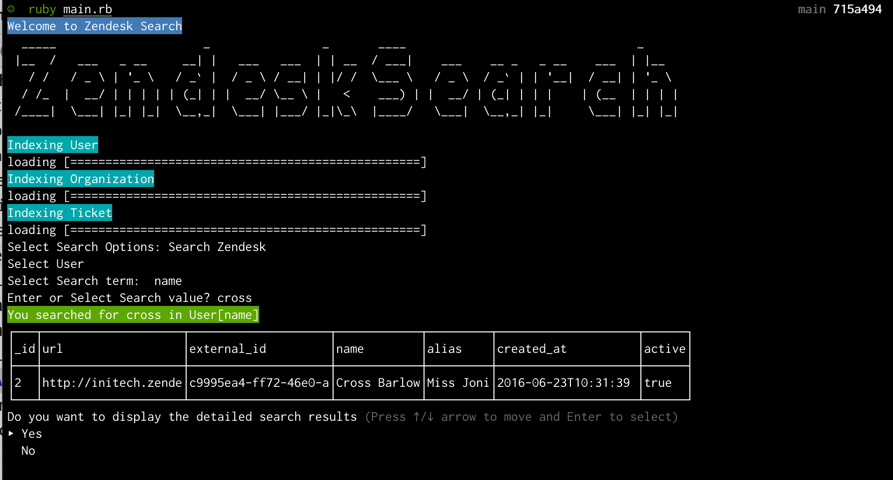 ruby main.rb
main 715a494
Welcome to Zendesk Search
ZendeskSearch
Indexing User
loading [==================================================]
Indexing Organization
loading [==================================================]
Indexing Ticket
loading [==================================================]
Select Search Options: Search Zendesk
Select User
Select Search term:  name
Enter or Select Search value? cross
You searched for cross in User[name]
_id url external_id name alias created_at active
2 http://initech.zende c9995ea4-ff72-46e0-a Cross Barlow Miss Joni 2016-06-23T10:31:39 true
Do you want to display the detailed search results (Press ↑/↓ arrow to move and Enter to select)
‣ Yes
No